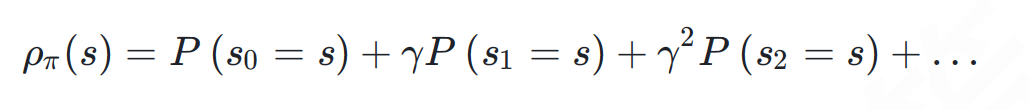 ρπ(s) = P (s0 = s) + γP (s1 = s) + γ²P (s2 = s) + …